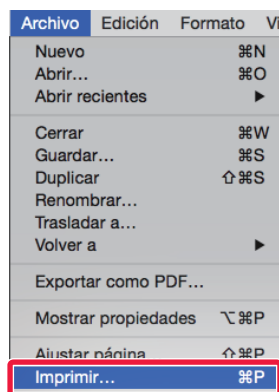 Archivo Edición Formato Vi
Nuevo ⌘N
Abrir... ⌘O
Abrir recientes ▶
Cerrar ⌘W
Guardar... ⌘S
Duplicar ⇧⌘S
Renombrar...
Trasladar a...
Volver a ▶
Exportar como PDF...
Mostrar propiedades ⌥⌘P
Ajustar página... ⇧⌘P
Imprimir... ⌘P